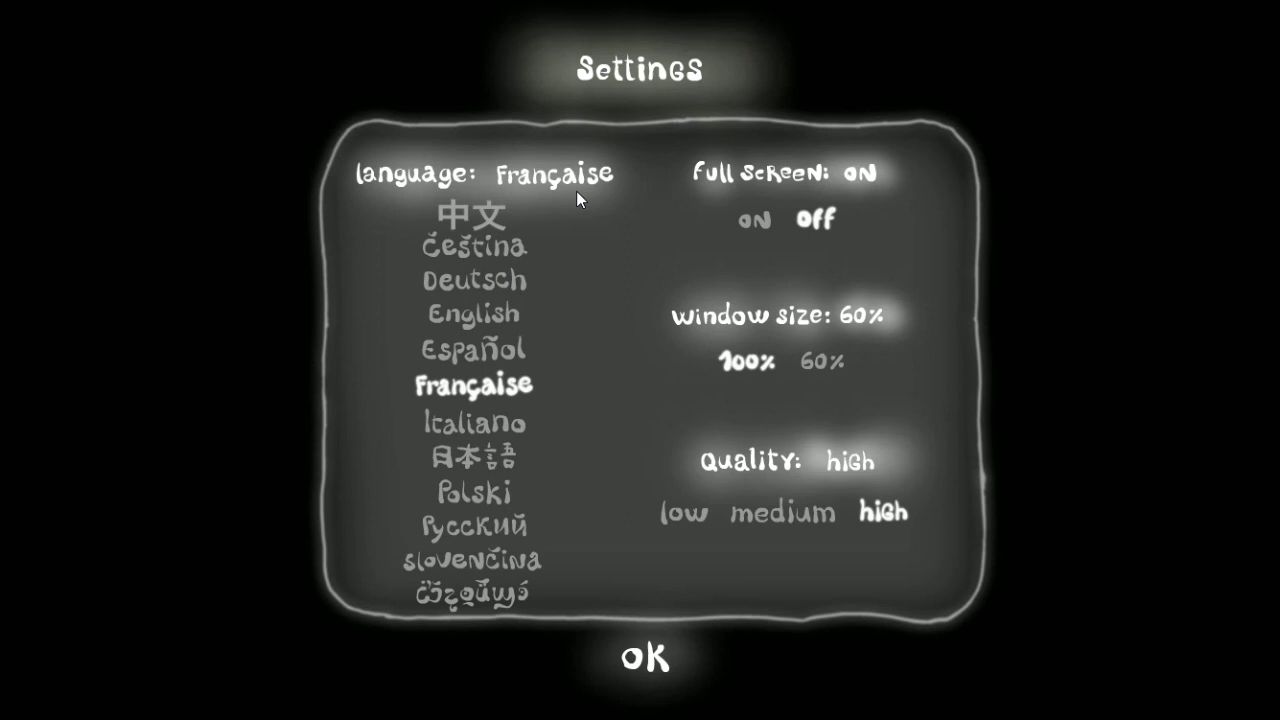 Settings
language: Française
中文
Čeština
Deutsch
English
Español
Française
Italiano
日本語
Polski
Русский
slovenčina
full screen: on
on off
window size: 60%
100% 60%
Quality: high
low medium high
OK